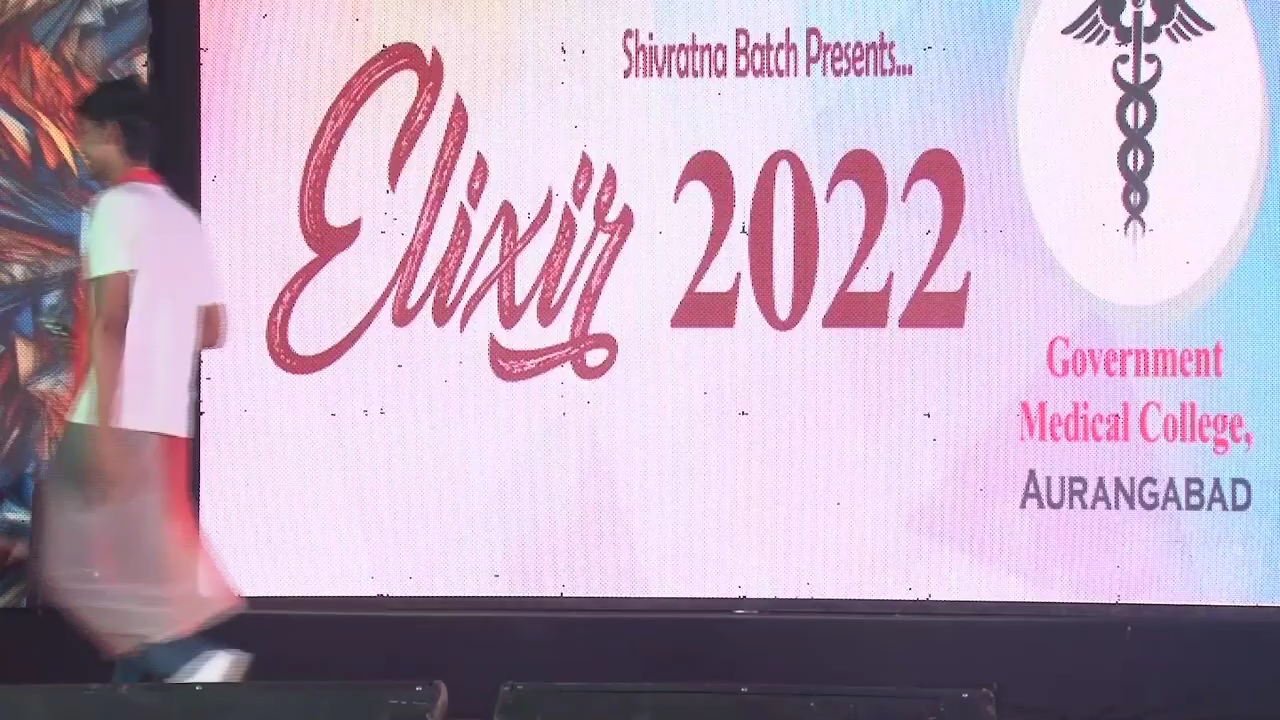 Shivratna Batch Presents...
Elixir 2022
Government
Medical College,
AURANGABAD